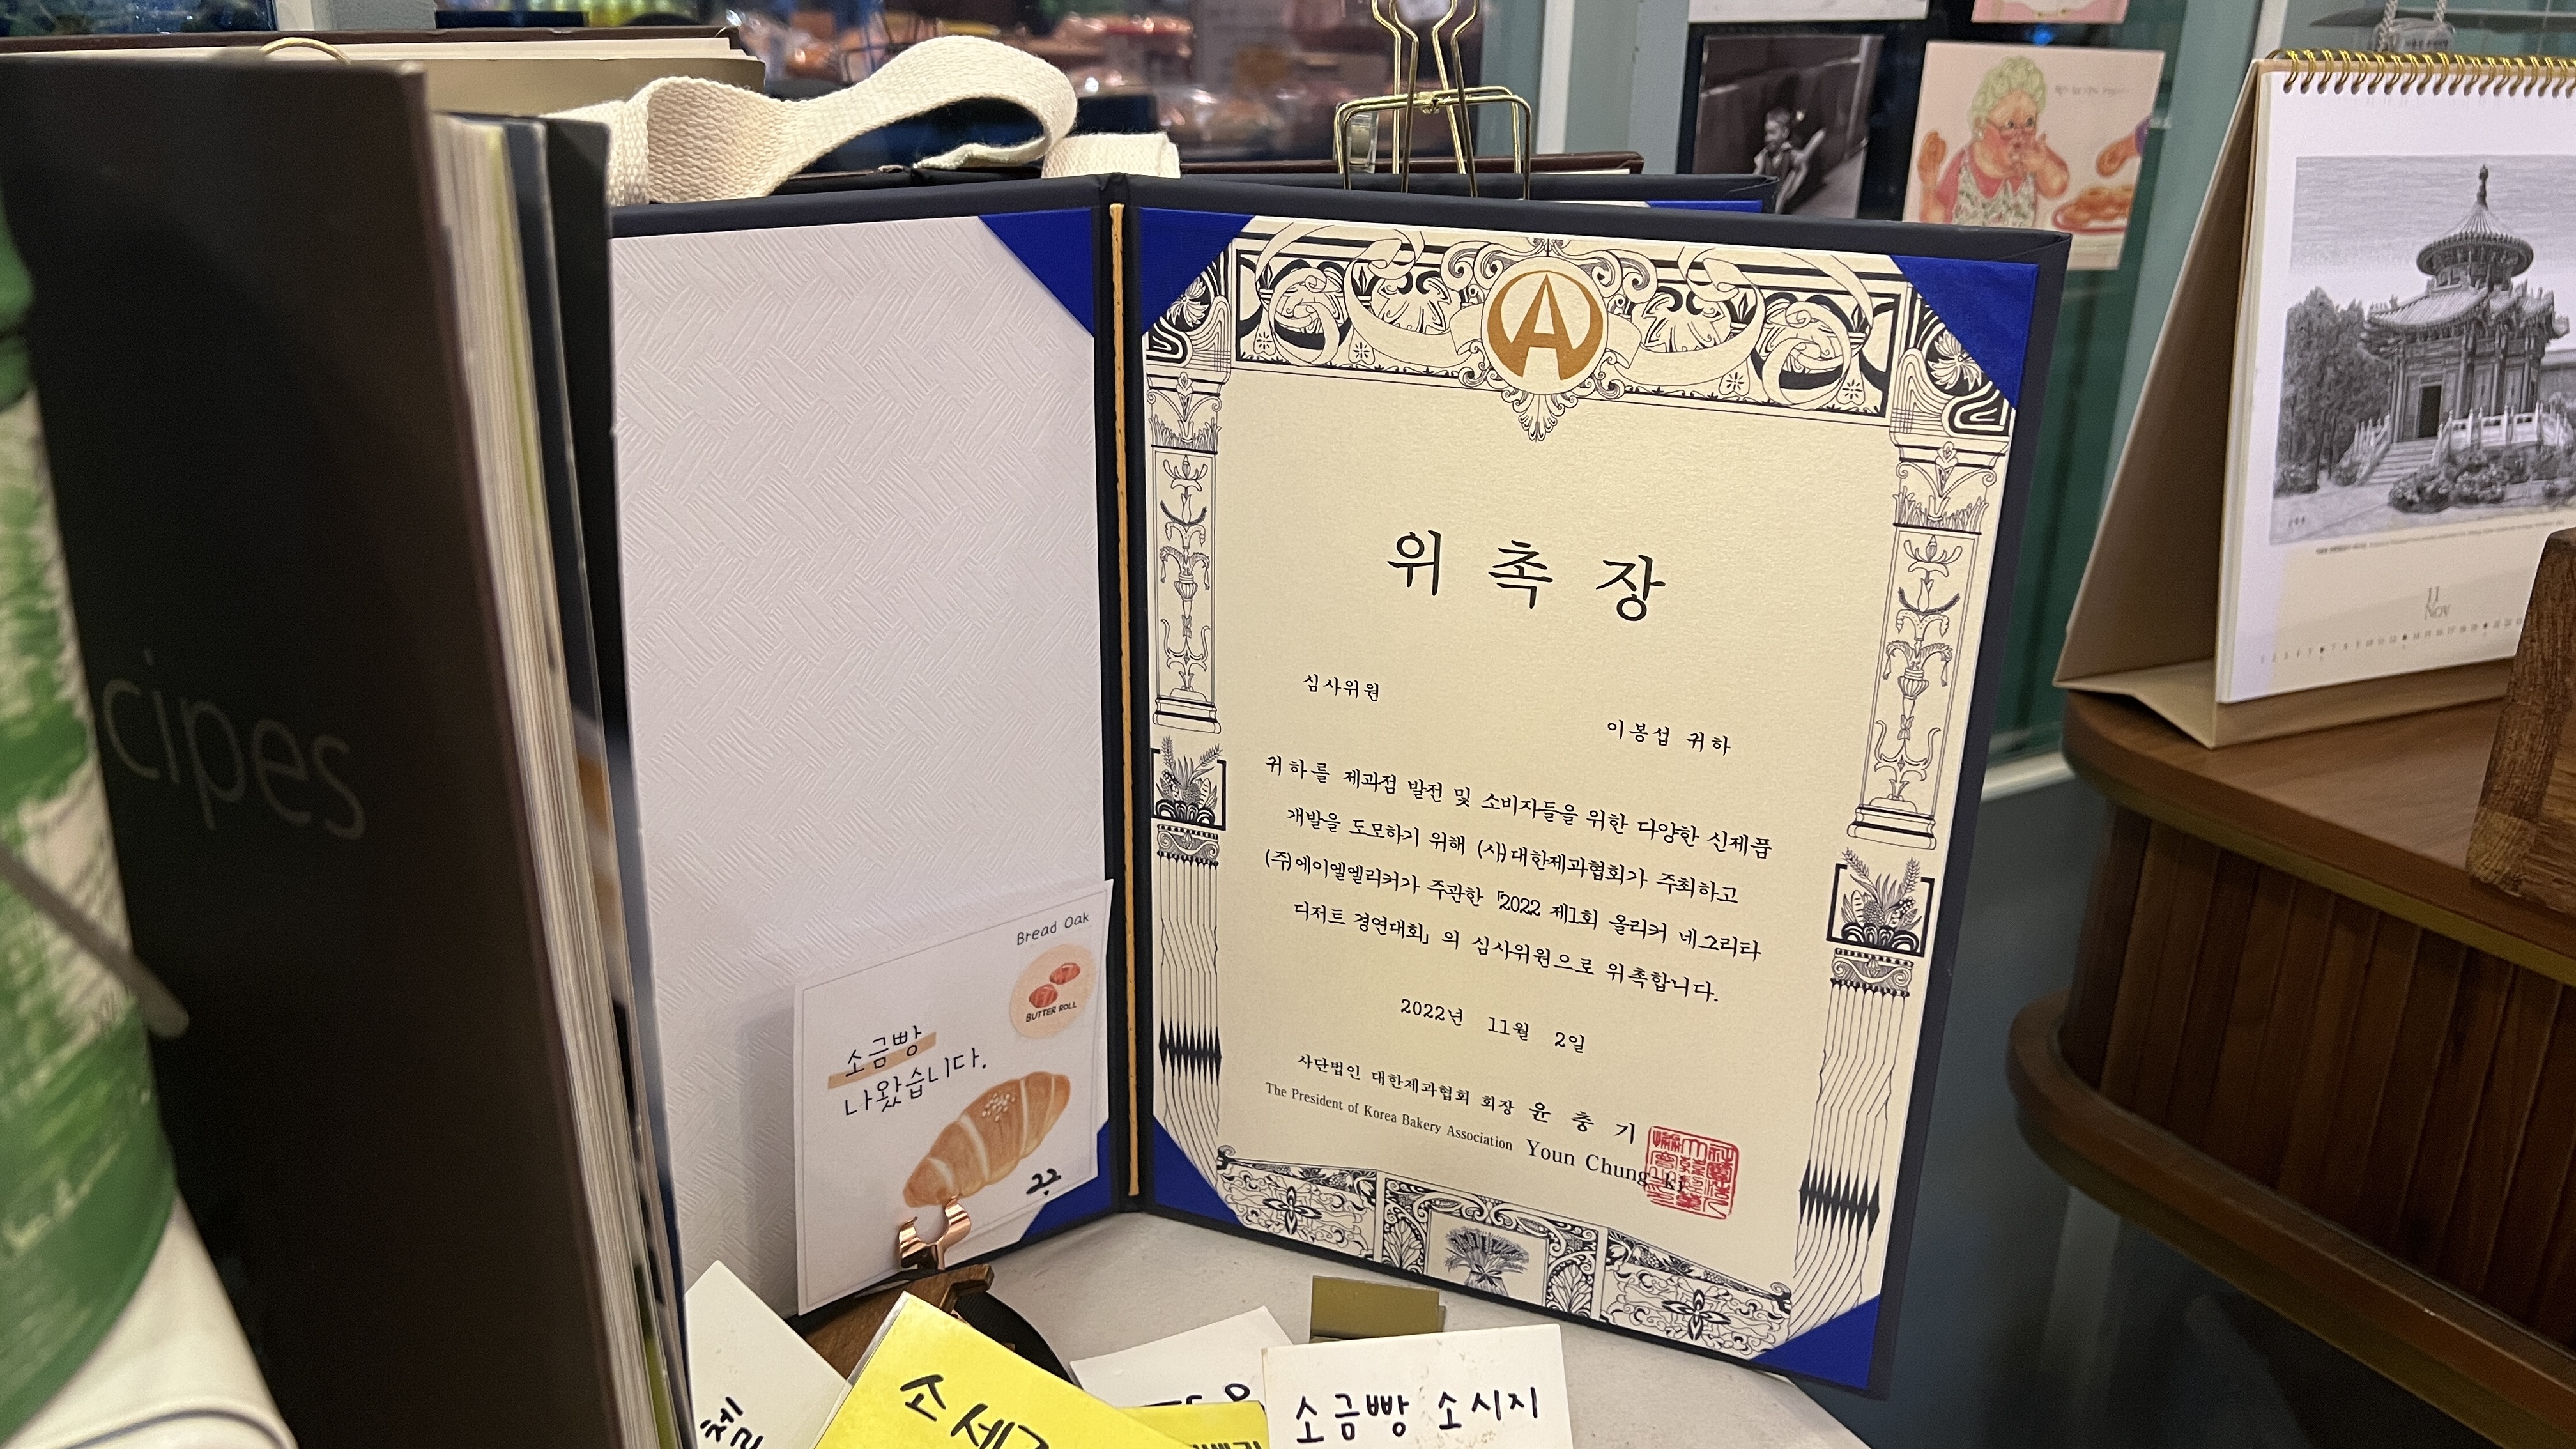 cipes
위 촉 장
심사위원
이봉섭 귀하
귀하를 제과점 발전 및 소비자들을 위한 다양한 신제품
개발을 도모하기 위해 (사)대한제과협회가 주최하고
(주)에이엘엘리커가 주관한 「2022 제1회 올리커 네그리타
디저트 경연대회」의 심사위원으로 위촉합니다.
2022년 11월 2일
사단법인 대한제과협회 회장 윤 충 기
The President of Korea Bakery Association Youn Chung-ki
Bread Oak
BUTTER ROLL
소금빵
나왔습니다.
22
소금빵 소시지
첼
11
NOV